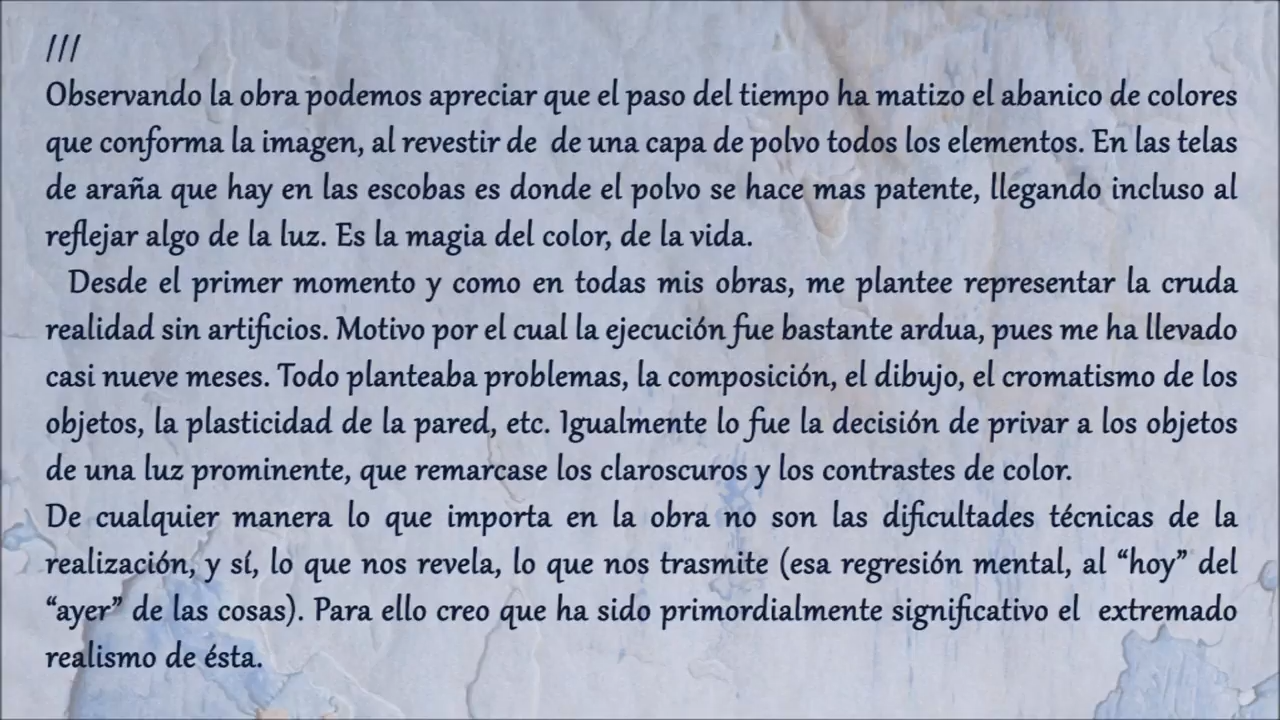 ///
Observando la obra podemos apreciar que el paso del tiempo ha matizo el abanico de colores
que conforma la imagen, al revestir de  de una capa de polvo todos los elementos. En las telas
de araña que hay en las escobas es donde el polvo se hace mas patente, llegando incluso al
reflejar algo de la luz. Es la magia del color, de la vida.
Desde el primer momento y como en todas mis obras, me plantee representar la cruda
realidad sin artificios. Motivo por el cual la ejecución fue bastante ardua, pues me ha llevado
casi nueve meses. Todo planteaba problemas, la composición, el dibujo, el cromatismo de los
objetos, la plasticidad de la pared, etc. Igualmente lo fue la decisión de privar a los objetos
de una luz prominente, que remarcase los claroscuros y los contrastes de color.
De cualquier manera lo que importa en la obra no son las dificultades técnicas de la
realización, y sí, lo que nos revela, lo que nos trasmite (esa regresión mental, al “hoy” del
“ayer” de las cosas). Para ello creo que ha sido primordialmente significativo el  extremado
realismo de ésta.